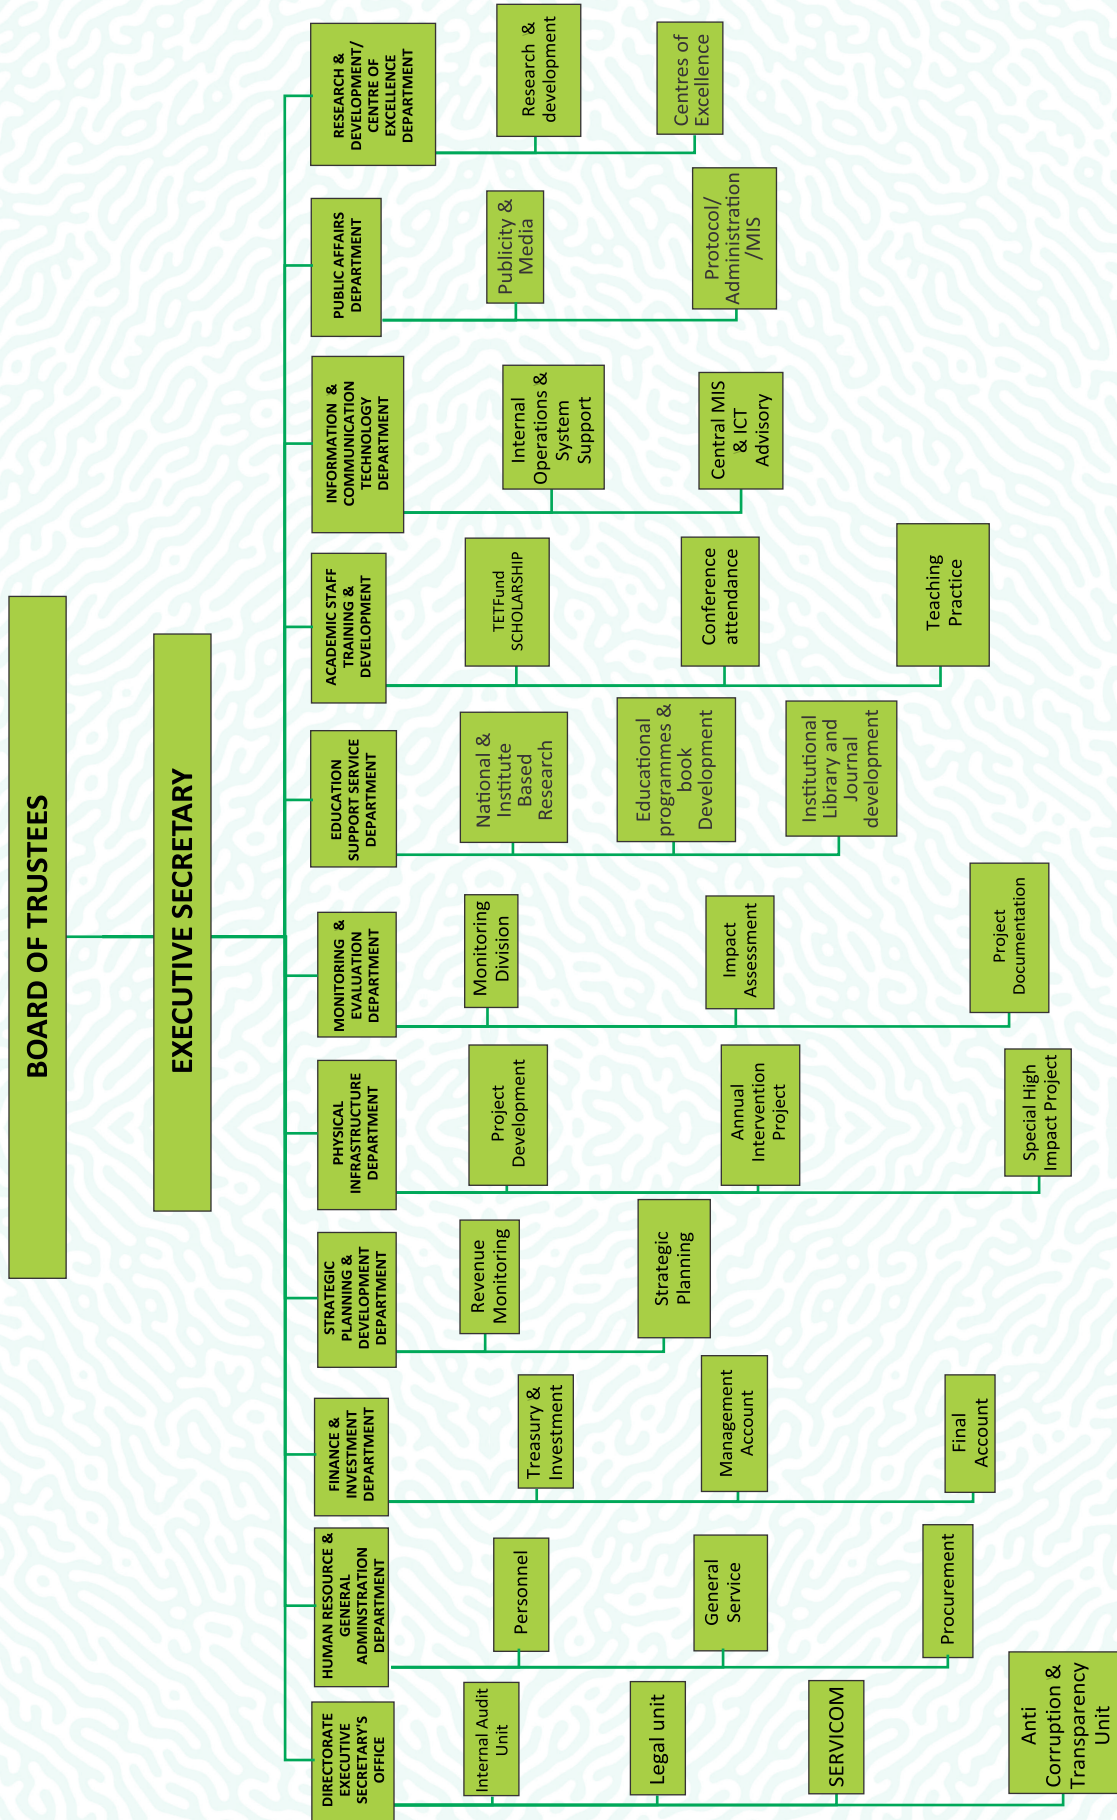 BOARD OF TRUSTEES
EXECUTIVE SECRETARY
DIRECTORATE
EXECUTIVE
SECRETARY'S
OFFICE
Internal Audit
Unit
Legal unit
SERVICOM
Anti
Corruption &
Transparency
Unit
HUMAN RESOURCE &
GENERAL
ADMINSTRATION
DEPARTMENT
Personnel
General
Service
Procurement
FINANCE &
INVESTMENT
DEPARTMENT
Treasury &
Investment
Management
Account
Final
Account
STRATEGIC
PLANNING &
DEVELOPMENT
DEPARTMENT
Revenue
Monitoring
Strategic
Planning
PHYSICAL
INFRASTRUCTURE
DEPARTMENT
Project
Development
Annual
Intervention
Project
Special High
Impact Project
MONITORING &
EVALUATION
DEPARTMENT
Monitoring
Division
Impact
Assessment
Project
Documentation
EDUCATION
SUPPORT SERVICE
DEPARTMENT
National &
Institute
Based
Research
Educational
programmes &
book
Development
Institutional
Library and
Journal
development
ACADEMIC STAFF
TRAINING &
DEVELOPMENT
TETFund
SCHOLARSHIP
Conference
attendance
Teaching
Practice
INFORMATION &
COMMUNICATION
TECHNOLOGY
DEPARTMENT
Internal
Operations &
System
Support
Central MIS
& ICT
Advisory
PUBLIC AFFAIRS
DEPARTMENT
Publicity &
Media
Protocol/
Administration
/MIS
RESEARCH &
DEVELOPMENT/
CENTRE OF
EXCELLENCE
DEPARTMENT
Research &
development
Centres of
Excellence